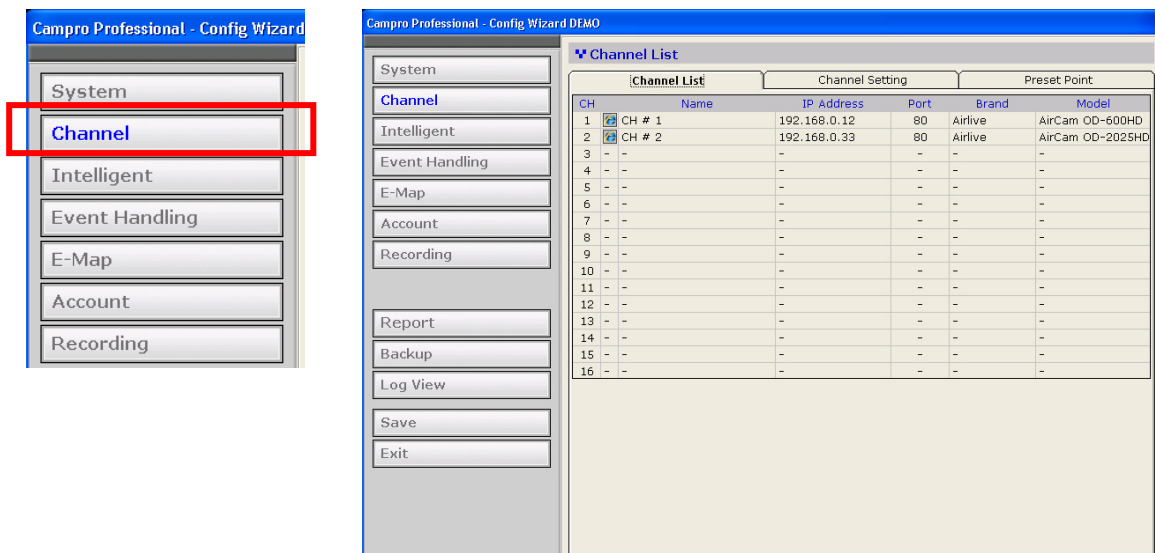 Campro Professional - Config Wizard
System
Channel
Intelligent
Event Handling
E-Map
Account
Recording
Campro Professional - Config Wizard DEMO
System
Channel
Intelligent
Event Handling
E-Map
Account
Recording
Report
Backup
Log View
Save
Exit
Channel List
Channel List Channel Setting Preset Point
CH Name IP Address Port Brand Model
1 CH # 1 192.168.0.12 80 Airlive AirCam OD-600HD
2 CH # 2 192.168.0.33 80 Airlive AirCam OD-2025HD
3 - - - - - -
4 - - - - - -
5 - - - - - -
6 - - - - - -
7 - - - - - -
8 - - - - - -
9 - - - - - -
10 - - - - - -
11 - - - - - -
12 - - - - - -
13 - - - - - -
14 - - - - - -
15 - - - - - -
16 - - - - - -